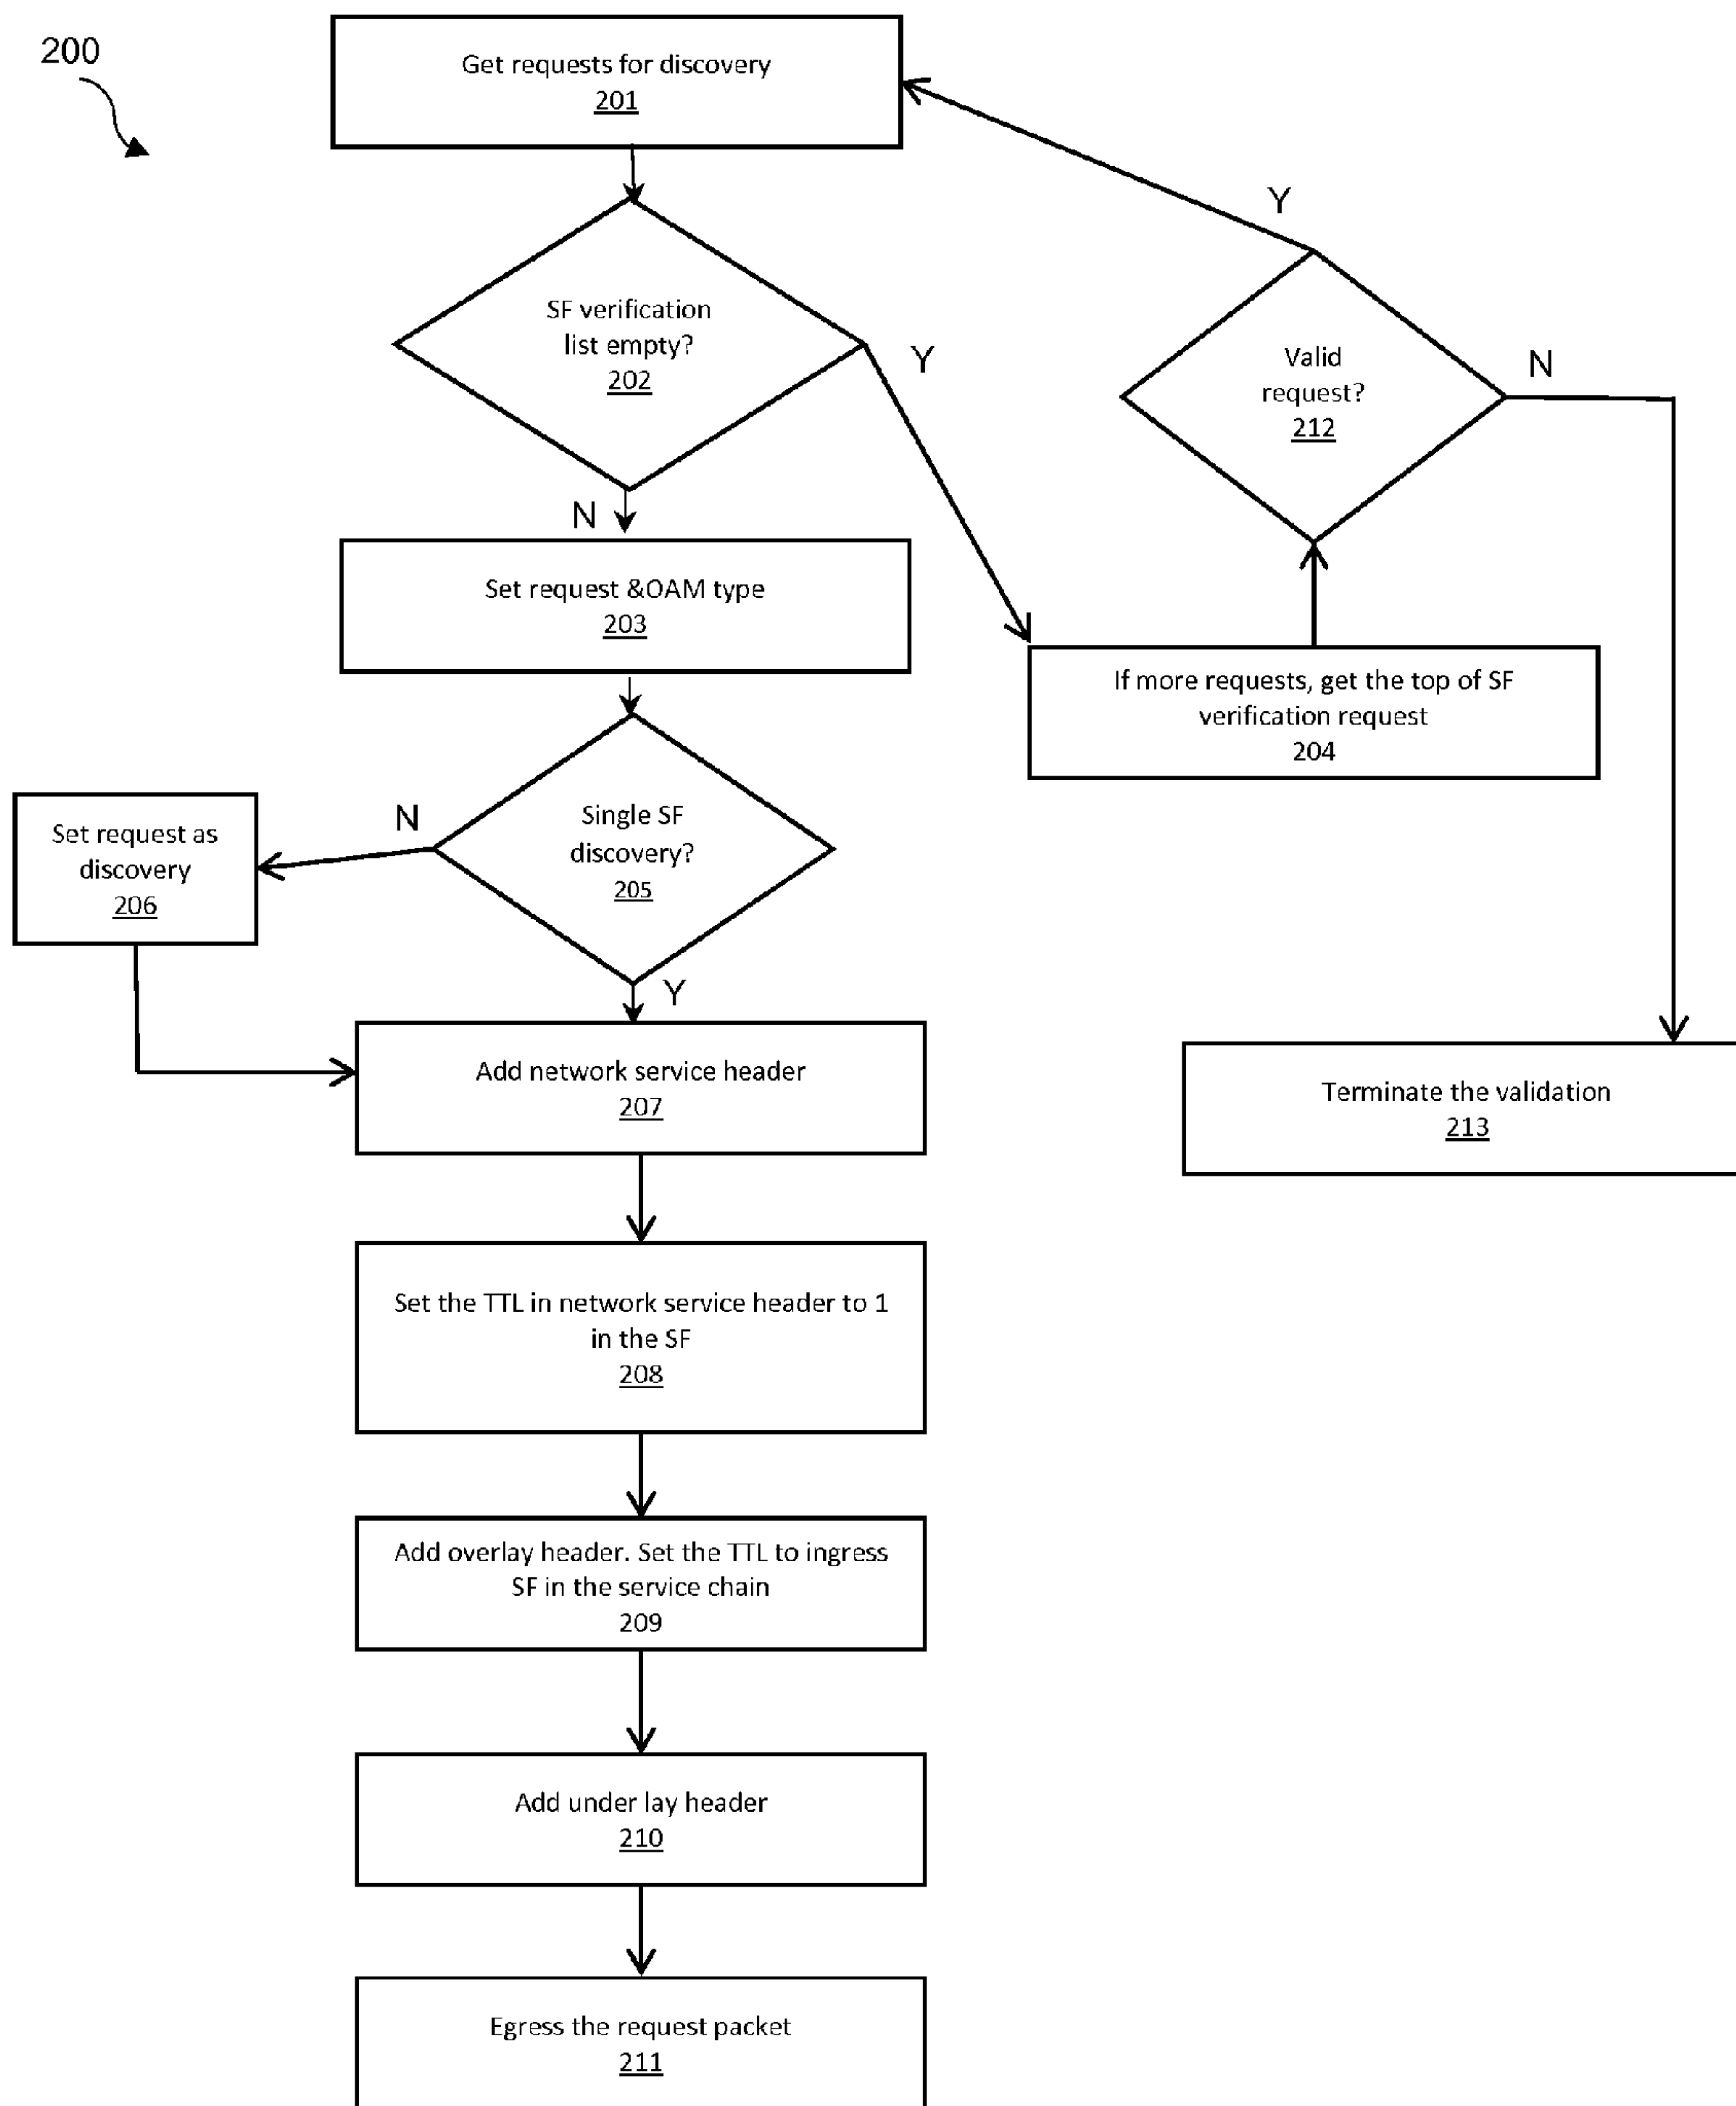 200
Get requests for discovery
201
SF verification
list empty?
202
Y
N
Y
Valid
request?
212
N
Set request &OAM type
203
If more requests, get the top of SF
verification request
204
Single SF
discovery?
205
N
Y
Set request as
discovery
206
Add network service header
207
Terminate the validation
213
Set the TTL in network service header to 1
in the SF
208
Add overlay header. Set the TTL to ingress
SF in the service chain
209
Add under lay header
210
Egress the request packet
211